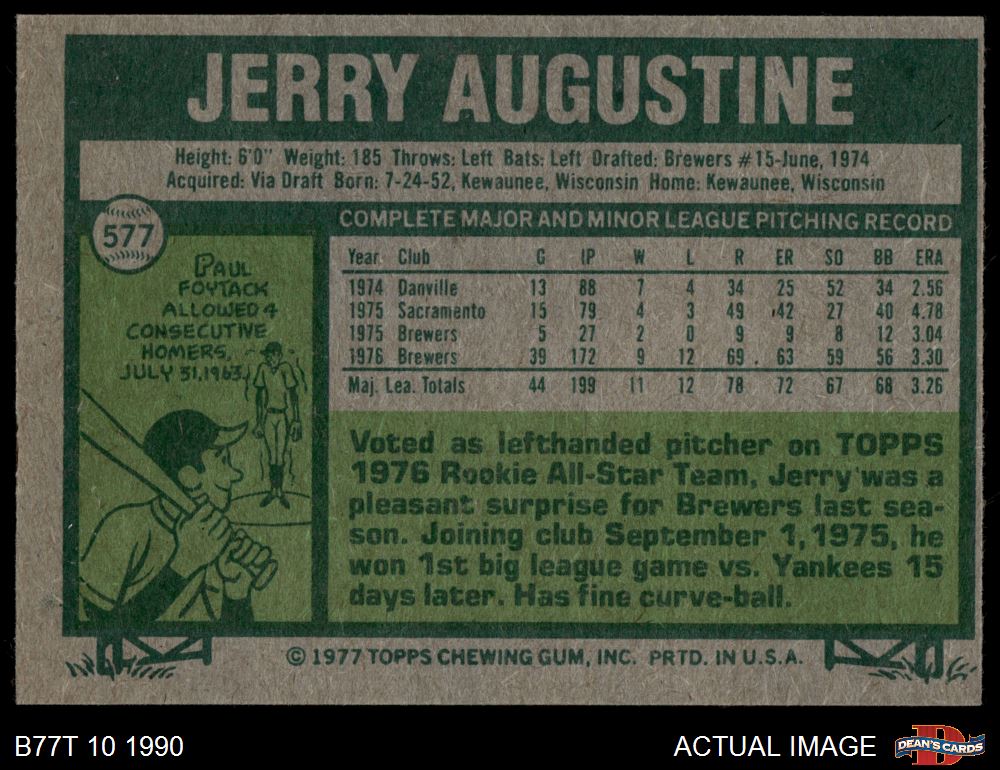 JERRY AUGUSTINE
Height: 6'0" Weight: 185 Throws: Left Bats: Left Drafted: Brewers #15-June, 1974
Acquired: Via Draft Born: 7-24-52, Kewaunee, Wisconsin Home: Kewaunee, Wisconsin
577
PAUL
FOYTACK
ALLOWED 4
CONSECUTIVE
HOMERS,
JULY 31, 1963.
COMPLETE MAJOR AND MINOR LEAGUE PITCHING RECORD
Year Club G IP W L R ER SO BB ERA
1974 Danville 13 88 7 4 34 25 52 34 2.56
1975 Sacramento 15 79 4 3 49 42 27 40 4.78
1975 Brewers 5 27 2 0 9 9 8 12 3.04
1976 Brewers 39 172 9 12 69 63 59 56 3.30
Maj. Lea. Totals 44 199 11 12 78 72 67 68 3.26
Voted as lefthanded pitcher on TOPPS
1976 Rookie All-Star Team, Jerry was a
pleasant surprise for Brewers last sea-
son. Joining club September 1, 1975, he
won 1st big league game vs. Yankees 15
days later. Has fine curve-ball.
© 1977 TOPPS CHEWING GUM, INC. PRTD. IN U.S.A.
B77T 10 1990
ACTUAL IMAGE
DEAN'S CARDS